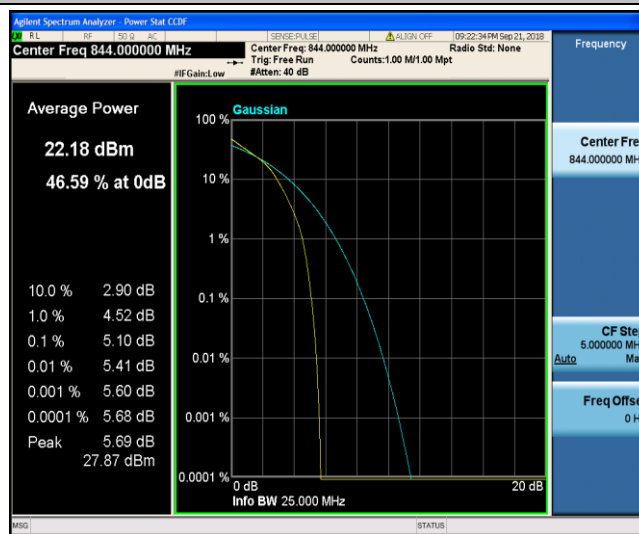 Agilent Spectrum Analyzer - Power Stat CCDF
RL RF 50 Ω AC SENSE:PULSE ALIGN OFF 09:22:34 PM Sep 21, 2018
Center Freq 844.000000 MHz
Center Freq: 844.000000 MHz Radio Std: None
Trig: Free Run Counts:1.00 M/1.00 Mpt
#IFGain:Low #Atten: 40 dB
Frequency
Average Power
22.18 dBm
46.59 % at 0dB
10.0 % 2.90 dB
1.0 % 4.52 dB
0.1 % 5.10 dB
0.01 % 5.41 dB
0.001 % 5.60 dB
0.0001 % 5.68 dB
Peak 5.69 dB
27.87 dBm
Gaussian
100 %
10 %
1 %
0.1 %
0.01 %
0.001 %
0.0001 %
0 dB 20 dB
Info BW 25.000 MHz
Center Fre
844.000000 MH
CF Ste
5.000000 MH
Auto Ma
Freq Offse
0 H
MSG STATUS